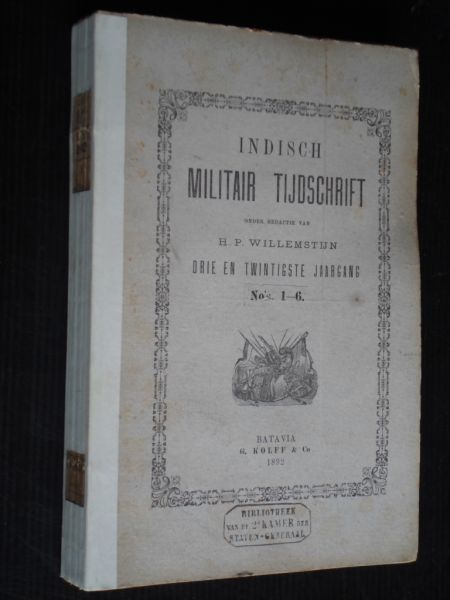 INDISCH
MILITAIR TIJDSCHRIFT
ONDER REDACTIE VAN
H. P. WILLEMSTIJN
DRIE EN TWINTIGSTE JAARGANG
No's. 1—6.
BATAVIA
G. KOLFF & Co
1892
BIBLIOTHEEK
VAN DE 2e KAMER DER
STATEN-GENERAAL